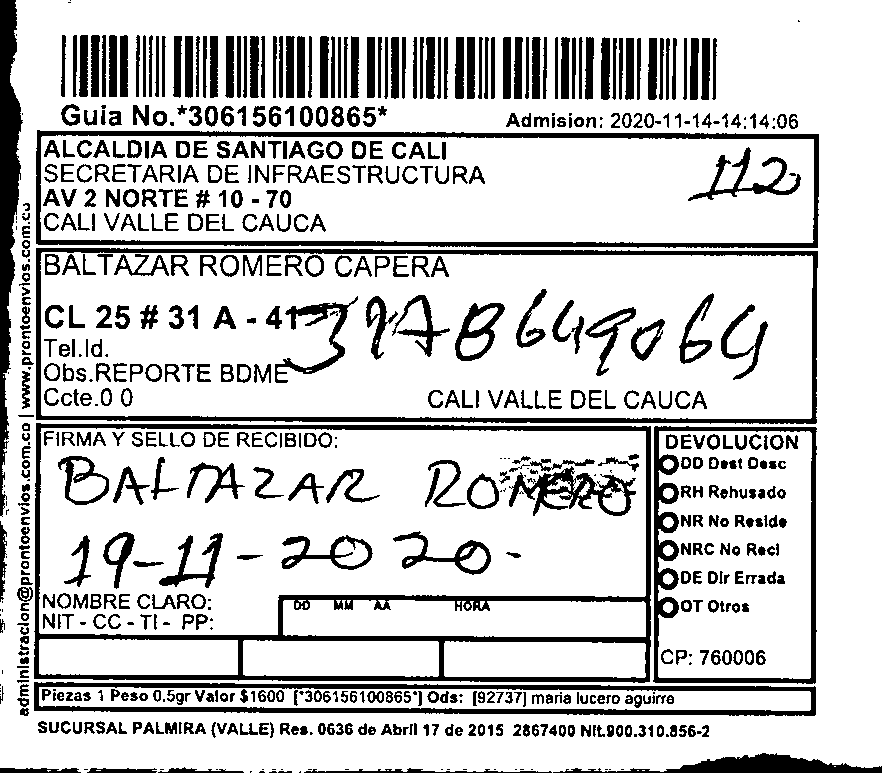 Guia No.*306156100865*
Admision: 2020-11-14-14:14:06
ALCALDIA DE SANTIAGO DE CALI
SECRETARIA DE INFRAESTRUCTURA
AV 2 NORTE # 10 - 70
CALI VALLE DEL CAUCA
112
BALTAZAR ROMERO CAPERA
CL 25 # 31 A - 41
3178649064
Tel.Id.
Obs.REPORTE BDME
Ccte.0 0
CALI VALLE DEL CAUCA
FIRMA Y SELLO DE RECIBIDO:
BALTAZAR ROMERO
19-11-2020-
NOMBRE CLARO:
NIT - CC - TI - PP:
DD MM AA HORA
DEVOLUCION
DD Dest Desc
RH Rehusado
NR No Reside
NRC No Reci
DE Dir Errada
OT Otros
CP: 760006
Piezas 1 Peso 0.5gr Valor $1600 [*306156100865*] Ods: [92737] maria lucero aguirre
SUCURSAL PALMIRA (VALLE) Res. 0636 de Abril 17 de 2015 2867400 Nit.900.310.856-2
administracion@prontoenvios.com.co | www.prontoenvios.com.co